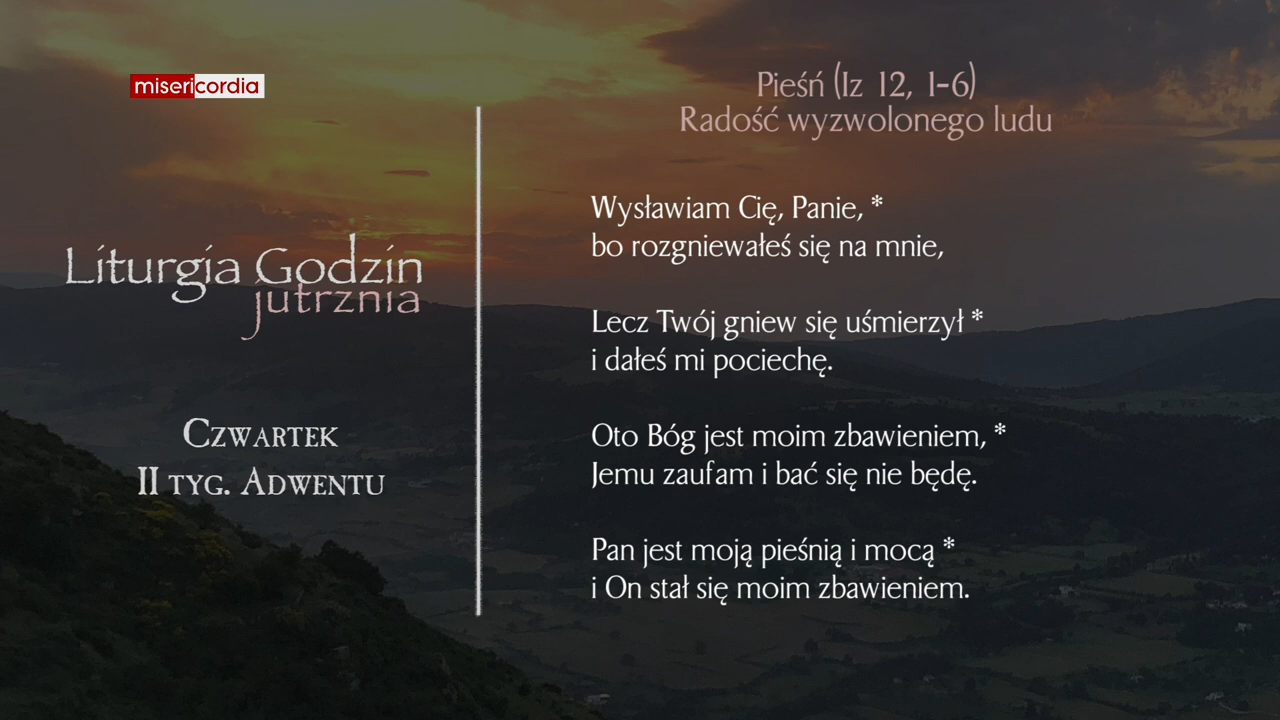 misericordia
Liturgia Godzin
jutrznia
Czwartek
II tyg. Adwentu
Pieśń (Iz 12, 1-6)
Radość wyzwolonego ludu
Wysławiam Cię, Panie, *
bo rozgniewałeś się na mnie,
Lecz Twój gniew się uśmierzył *
i dałeś mi pociechę.
Oto Bóg jest moim zbawieniem, *
Jemu zaufam i bać się nie będę.
Pan jest moją pieśnią i mocą *
i On stał się moim zbawieniem.